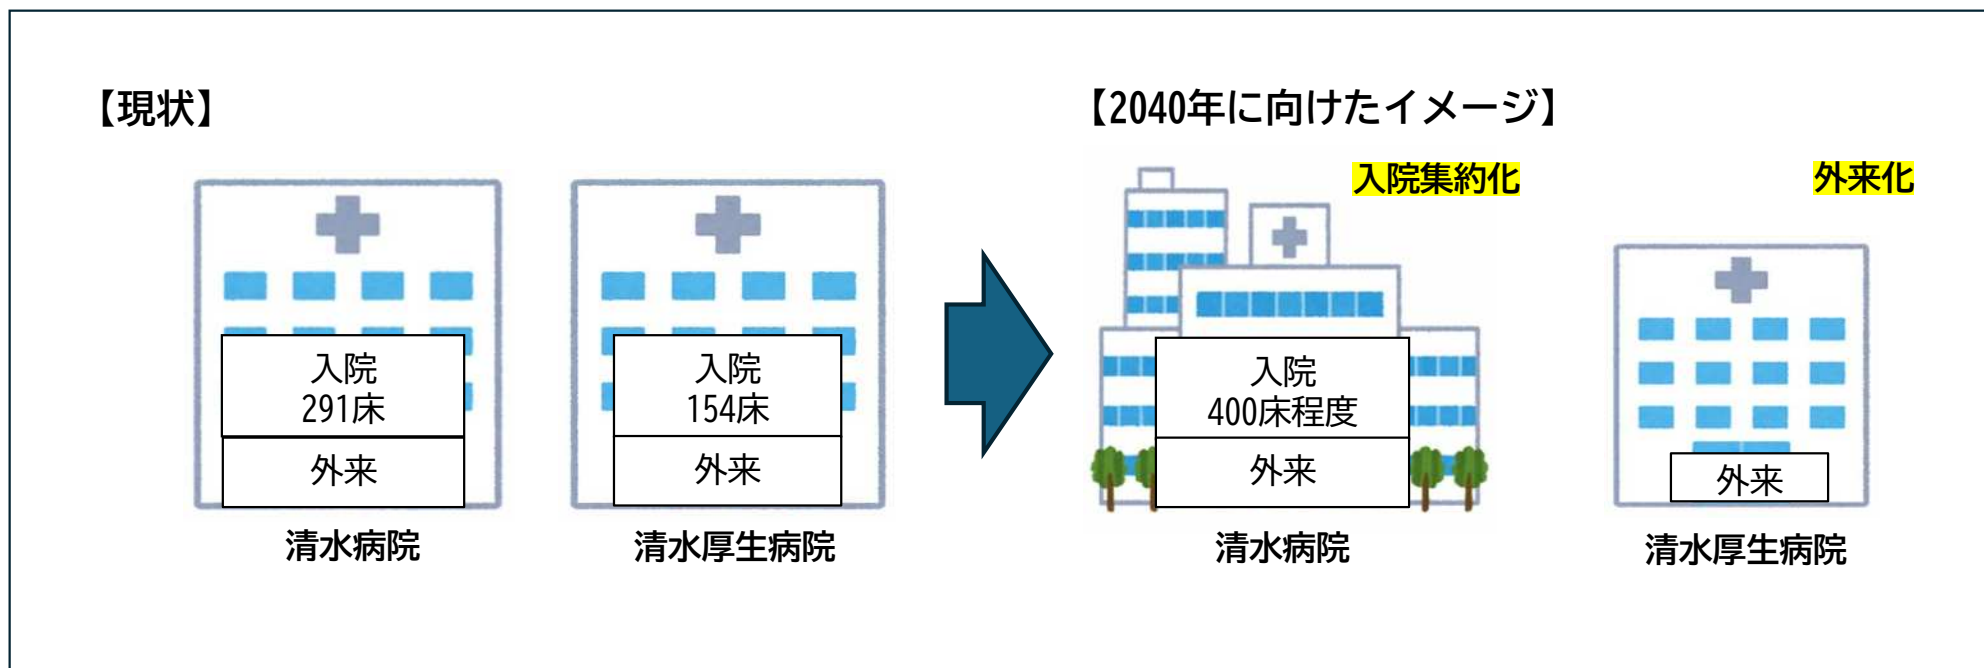 【現状】
入院
291床
外来
清水病院
入院
154床
外来
清水厚生病院
【2040年に向けたイメージ】
入院集約化
入院
400床程度
外来
清水病院
外来化
外来
清水厚生病院